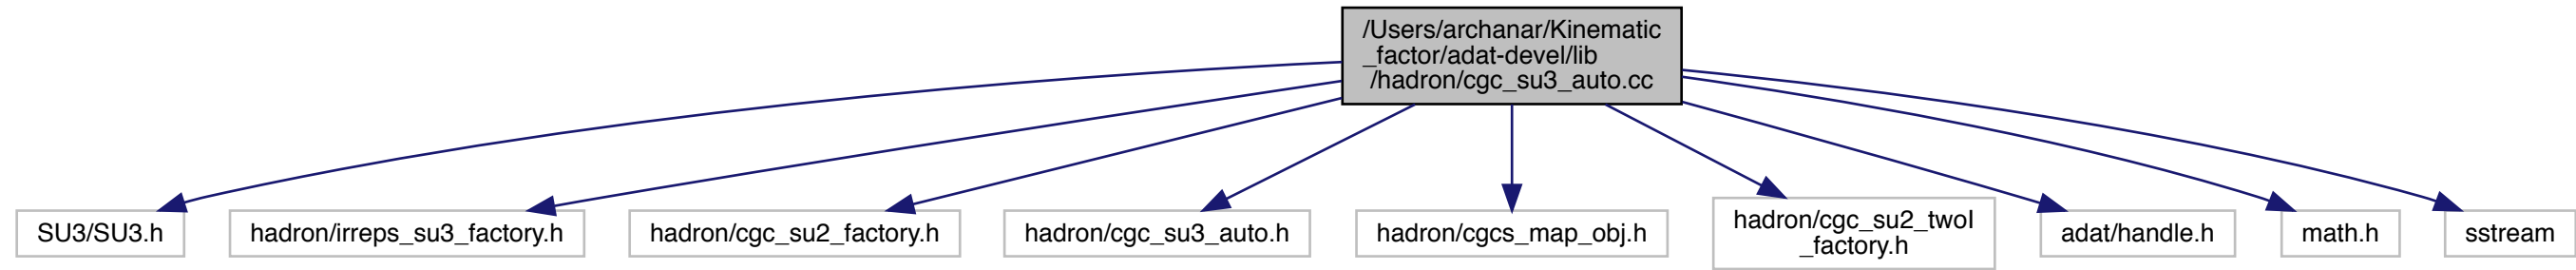 /Users/archanar/Kinematic
_factor/adat-devel/lib
/hadron/cgc_su3_auto.cc
SU3/SU3.h
hadron/irreps_su3_factory.h
hadron/cgc_su2_factory.h
hadron/cgc_su3_auto.h
hadron/cgcs_map_obj.h
hadron/cgc_su2_twoI
_factory.h
adat/handle.h
math.h
sstream